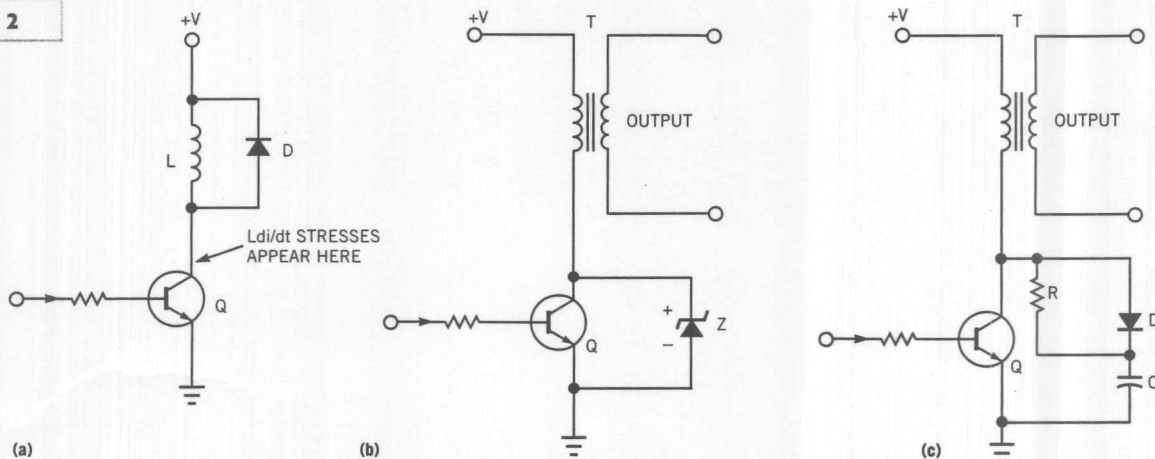 2
+V
L
D
Ldi/dt STRESSES
APPEAR HERE
Q
(a)
+V
T
OUTPUT
+
Z
–
Q
(b)
+V
T
OUTPUT
R
D
Q
C
(c)